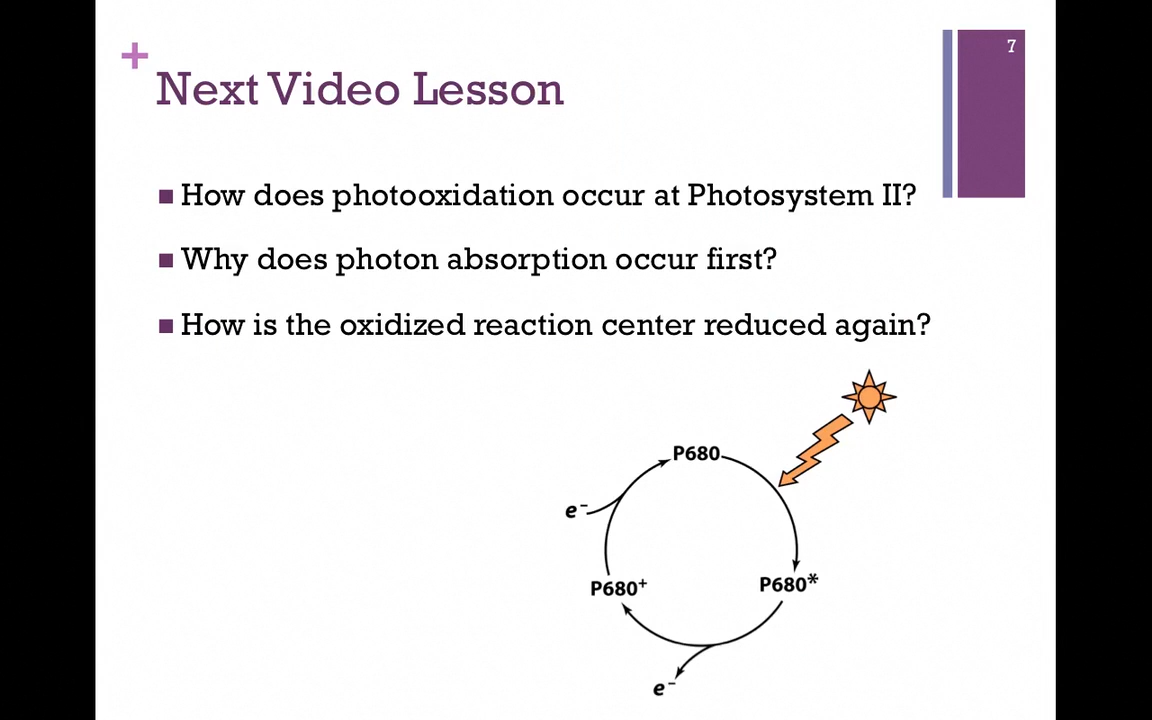 7
+
Next Video Lesson
■ How does photooxidation occur at Photosystem II?
■ Why does photon absorption occur first?
■ How is the oxidized reaction center reduced again?
P680
e⁻
P680⁺
P680*
e⁻